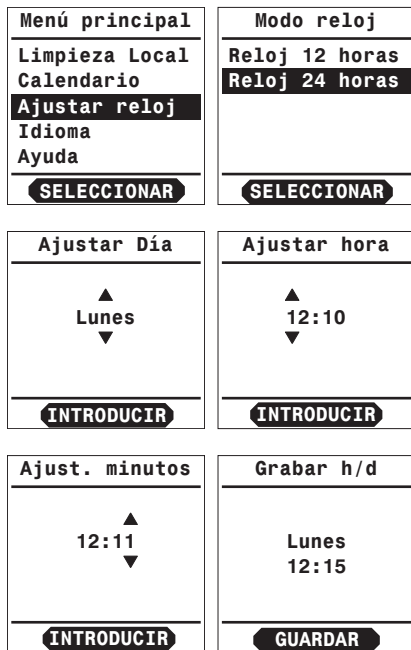 Menú principal
Limpieza Local
Calendario
Ajustar reloj
Idioma
Ayuda
SELECCIONAR
Modo reloj
Reloj 12 horas
Reloj 24 horas
SELECCIONAR
Ajustar Día
Lunes
INTRODUCIR
Ajustar hora
12:10
INTRODUCIR
Ajust. minutos
12:11
INTRODUCIR
Grabar h/d
Lunes
12:15
GUARDAR